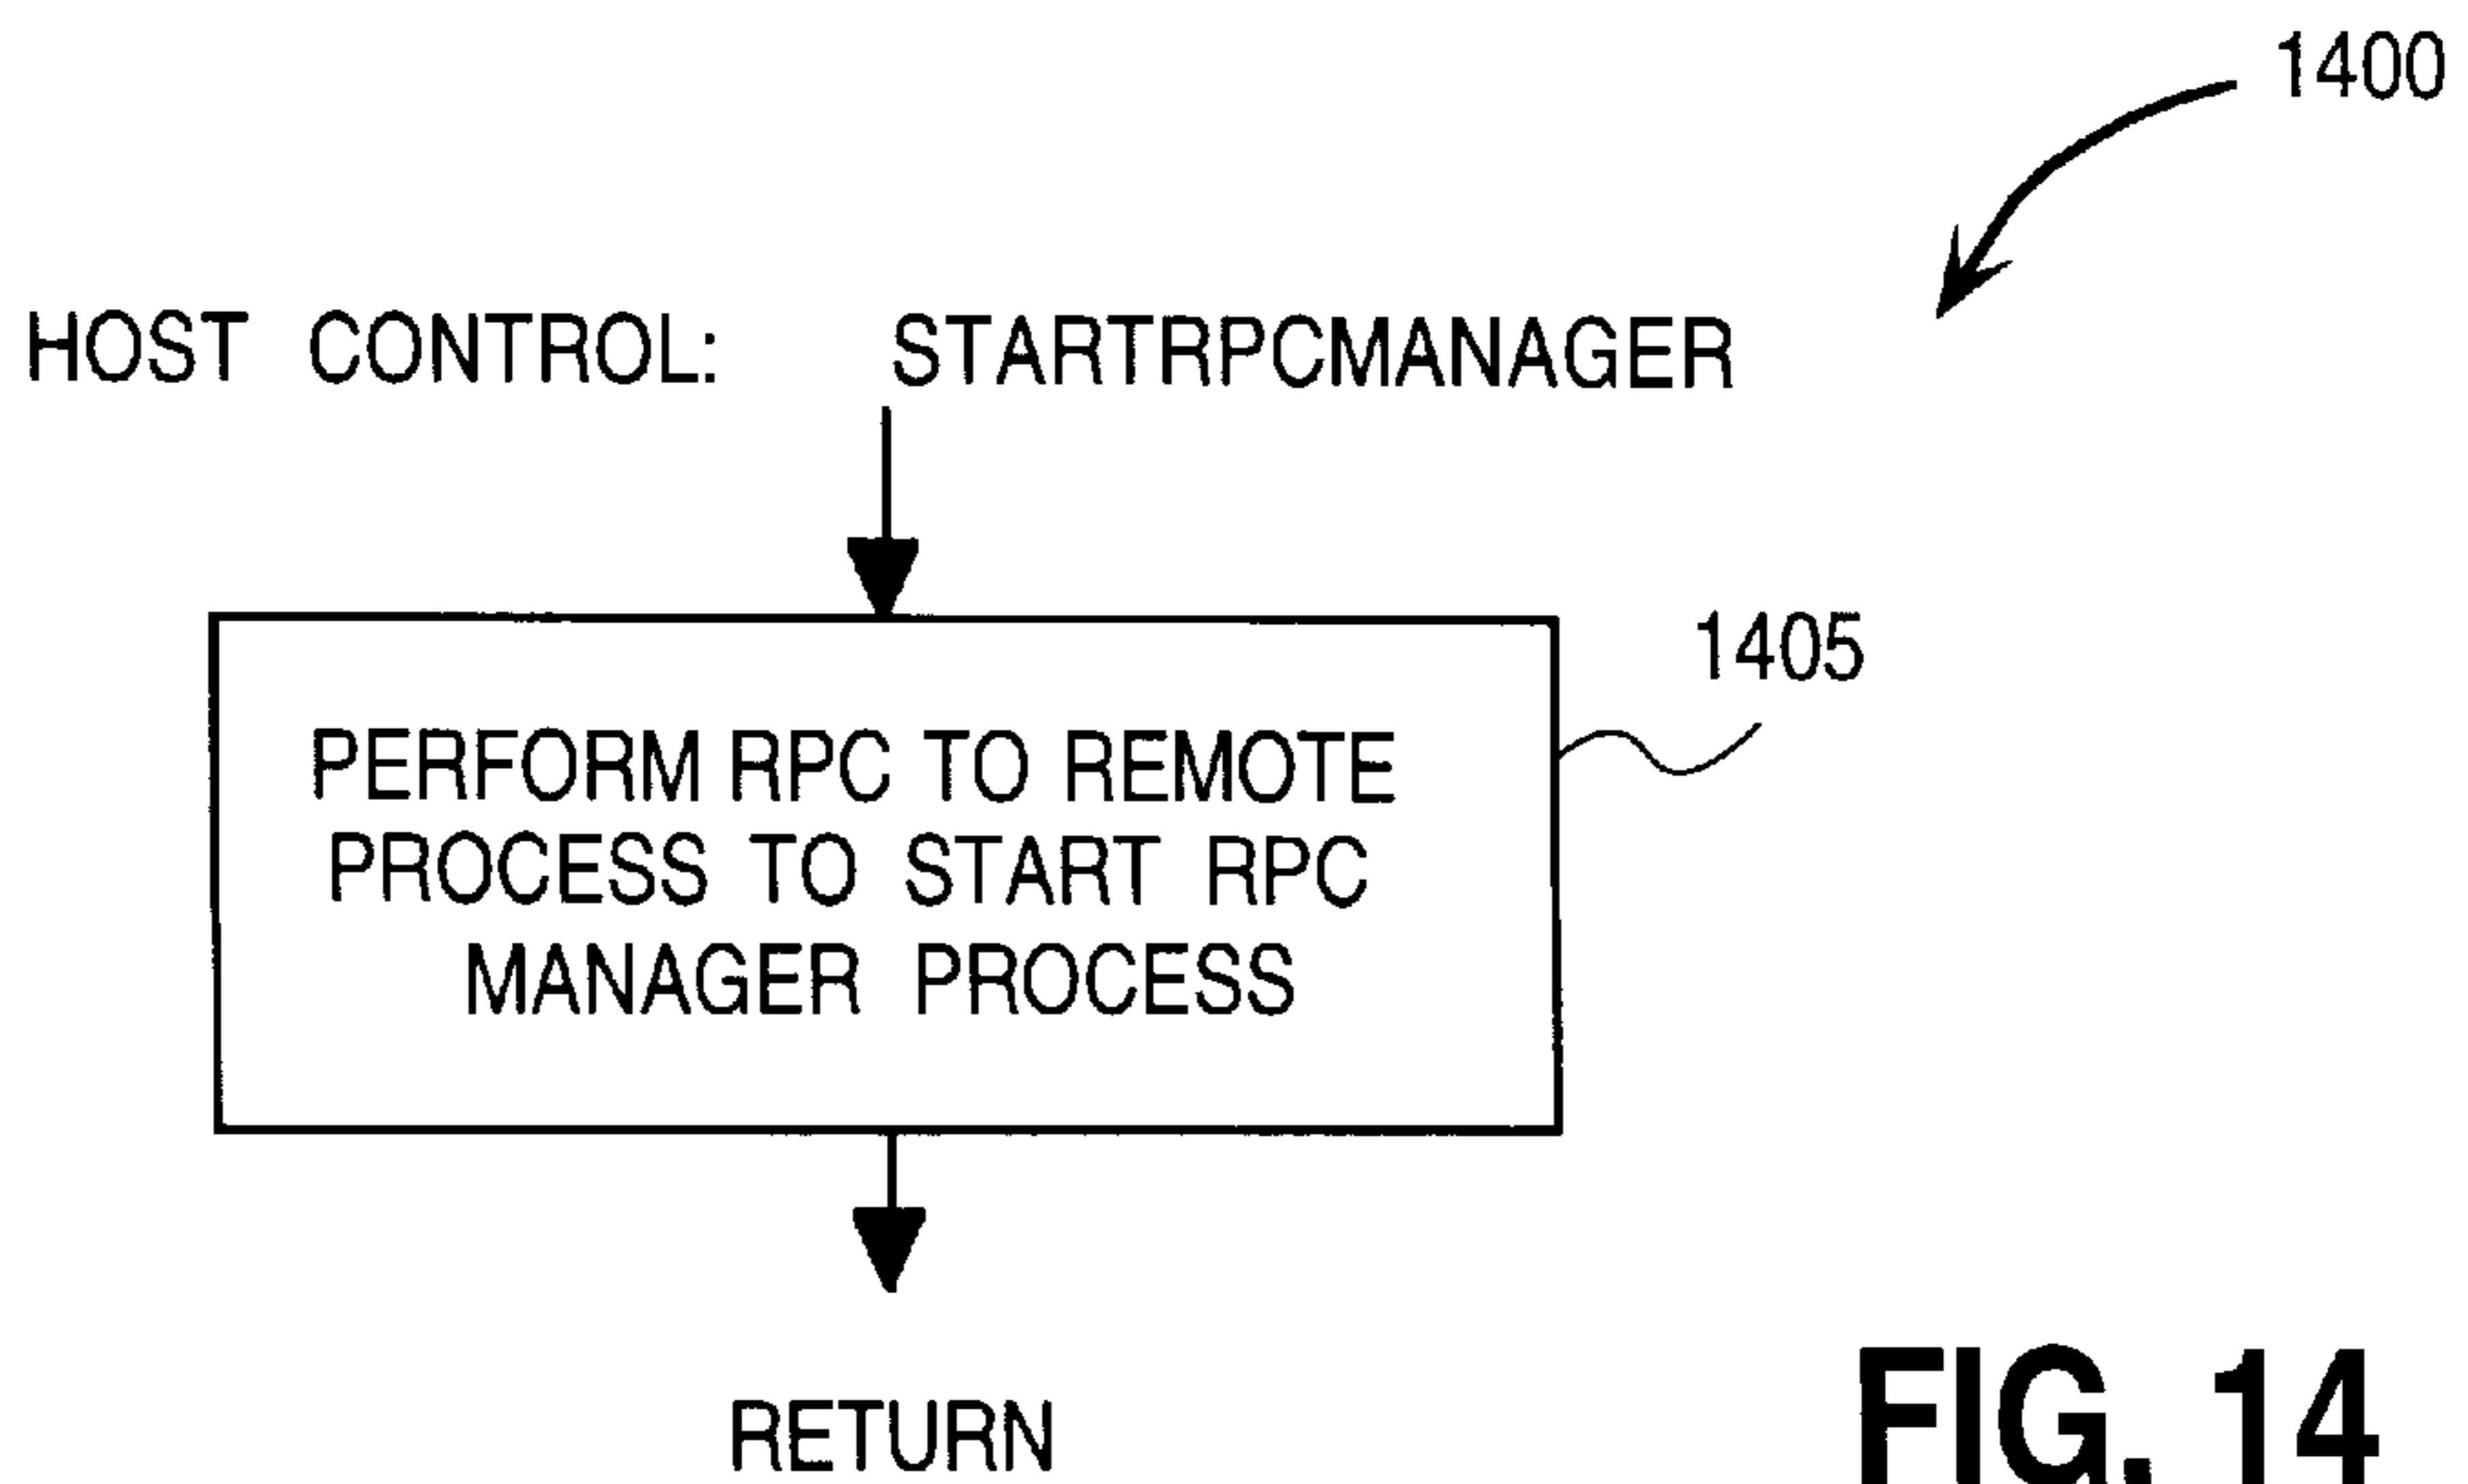 1400
HOST CONTROL: STARTRPCMANAGER
1405
PERFORM RPC TO REMOTE
PROCESS TO START RPC
MANAGER PROCESS
RETURN
FIG. 14